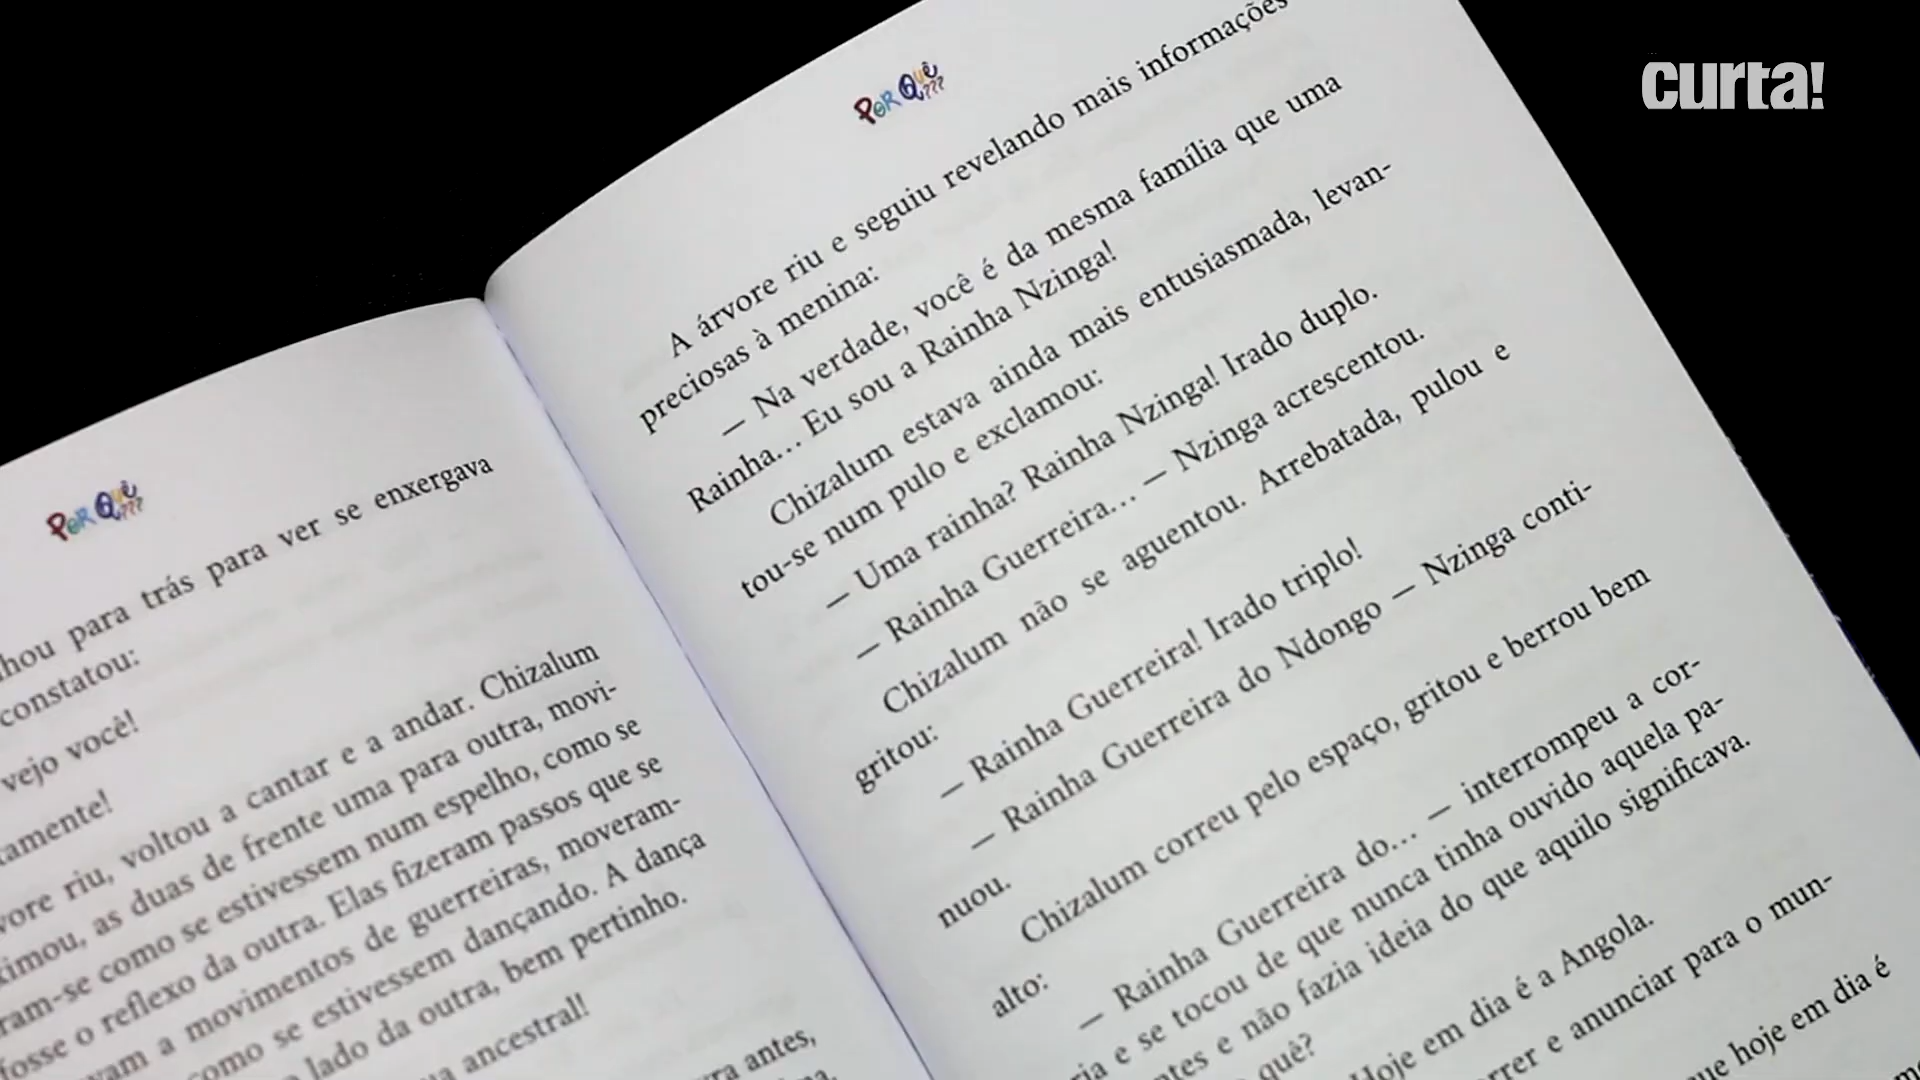 curta!
POR QUÊ???
hou para trás para ver se enxergava
constatou:
vejo você!
tamente!
vore riu, voltou a cantar e a andar. Chizalum
ximou, as duas de frente uma para outra, movi-
ram-se como se estivessem num espelho, como se
fosse o reflexo da outra. Elas fizeram passos que se
vam a movimentos de guerreiras, moveram-
como se estivessem dançando. A dança
lado da outra, bem pertinho.
ancestral!
antes,
POR QUÊ???
A árvore riu e seguiu revelando mais informações
preciosas à menina:
— Na verdade, você é da mesma família que uma
Rainha... Eu sou a Rainha Nzinga!
Chizalum estava ainda mais entusiasmada, levan-
tou-se num pulo e exclamou:
— Uma rainha? Rainha Nzinga! Irado duplo.
— Rainha Guerreira... — Nzinga acrescentou.
Chizalum não se aguentou. Arrebatada, pulou e
gritou:
— Rainha Guerreira! Irado triplo!
— Rainha Guerreira do Ndongo — Nzinga conti-
nuou.
Chizalum correu pelo espaço, gritou e berrou bem
alto:
— Rainha Guerreira do... — interrompeu a cor-
ria e se tocou de que nunca tinha ouvido aquela pa-
ntes e não fazia ideia do que aquilo significava.
quê?
Hoje em dia é a Angola.
rrer e anunciar para o mun-
que hoje em dia é